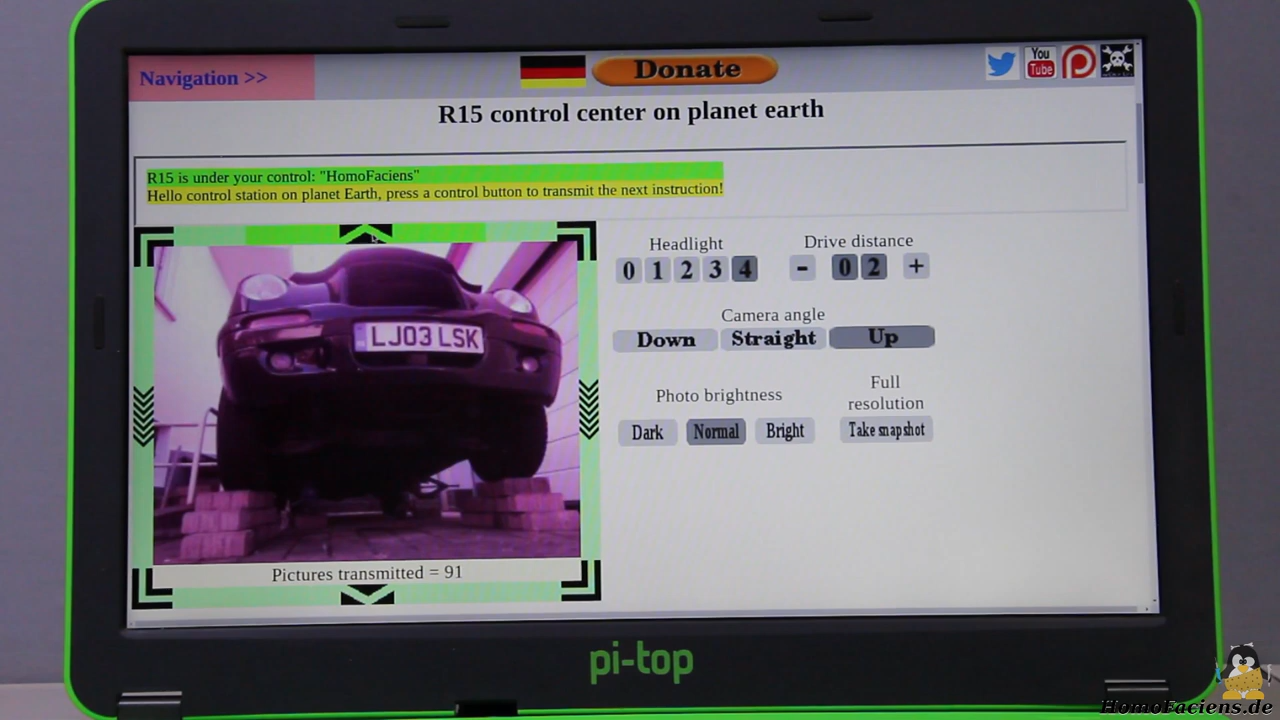 Navigation >>
Donate
You
Tube
R15 control center on planet earth
R15 is under your control: "HomoFaciens"
Hello control station on planet Earth, press a control button to transmit the next instruction!
Headlight
0 1 2 3 4
Drive distance
- 0 2 +
Camera angle
Down Straight Up
Photo brightness
Dark Normal Bright
Full
resolution
Take snapshot
LJ03 LSK
Pictures transmitted = 91
pi-top
HomoFaciens.de